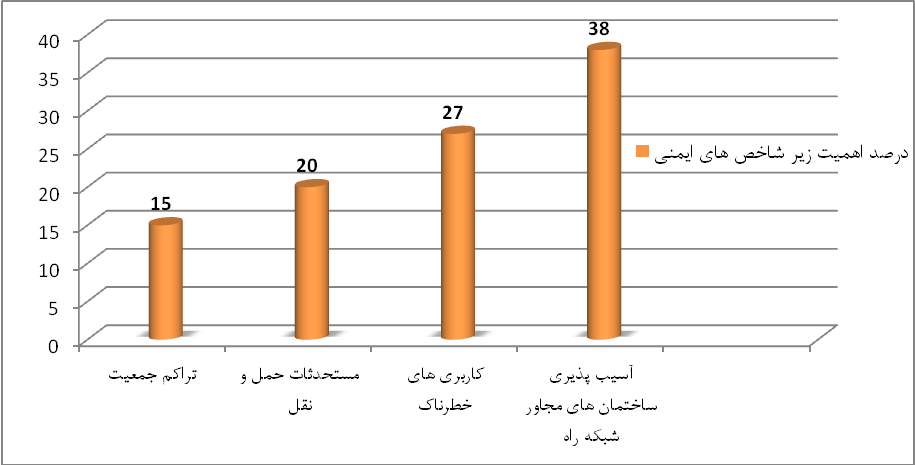 40
35
30
25
20
15
10
5
0
15
20
27
38
درصد اهمیت زیر شاخص های ایمنی
تراکم جمعیت
مستحدثات حمل و
نقل
کاربری های
خطرناک
آسیب پذیری
ساختمان های مجاور
شبکه راه